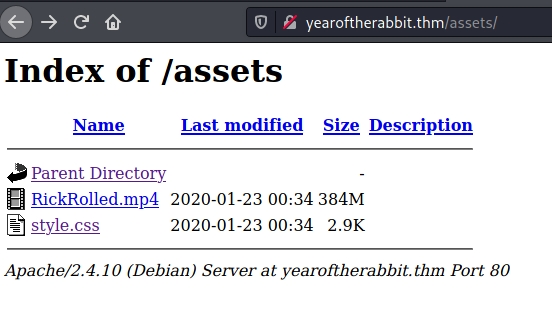 yearoftherabbit.thm/assets/
Index of /assets
Name Last modified Size Description
Parent Directory -
RickRolled.mp4 2020-01-23 00:34 384M
style.css 2020-01-23 00:34 2.9K
Apache/2.4.10 (Debian) Server at yearoftherabbit.thm Port 80